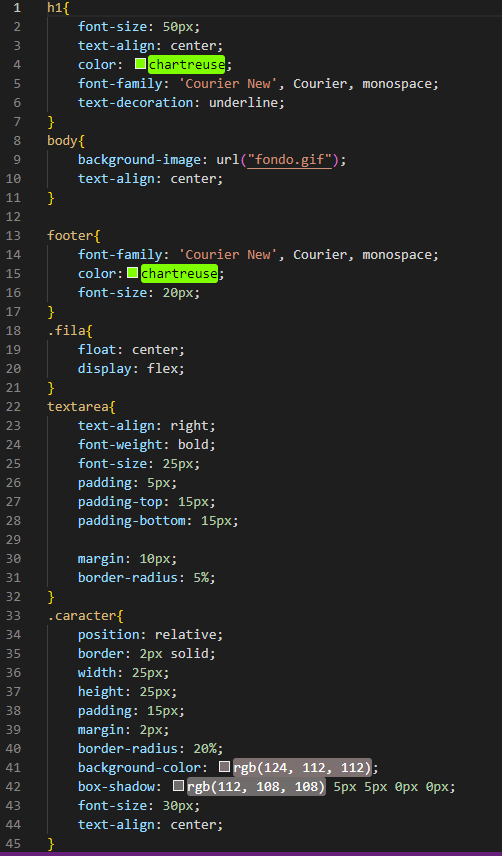 1 h1{
2 font-size: 50px;
3 text-align: center;
4 color: chartreuse;
5 font-family: 'Courier New', Courier, monospace;
6 text-decoration: underline;
7 }
8 body{
9 background-image: url("fondo.gif");
10 text-align: center;
11 }
12
13 footer{
14 font-family: 'Courier New', Courier, monospace;
15 color: chartreuse;
16 font-size: 20px;
17 }
18 .fila{
19 float: center;
20 display: flex;
21 }
22 textarea{
23 text-align: right;
24 font-weight: bold;
25 font-size: 25px;
26 padding: 5px;
27 padding-top: 15px;
28 padding-bottom: 15px;
29
30 margin: 10px;
31 border-radius: 5%;
32 }
33 .caracter{
34 position: relative;
35 border: 2px solid;
36 width: 25px;
37 height: 25px;
38 padding: 15px;
39 margin: 2px;
40 border-radius: 20%;
41 background-color: rgb(124, 112, 112);
42 box-shadow: rgb(112, 108, 108) 5px 5px 0px 0px;
43 font-size: 30px;
44 text-align: center;
45 }